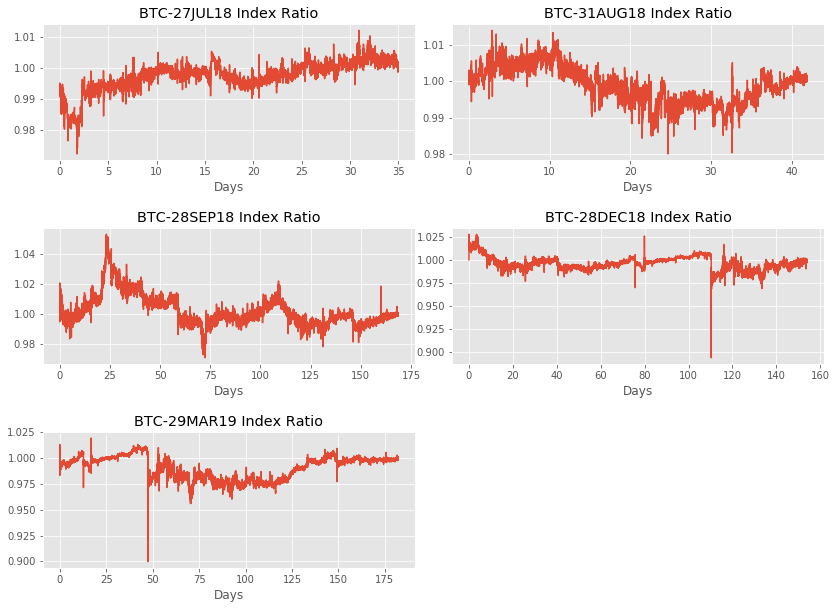 BTC-27JUL18 Index Ratio
1.01
1.00
0.99
0.98
0 5 10 15 20 25 30 35
Days
BTC-31AUG18 Index Ratio
1.01
1.00
0.99
0.98
0 10 20 30 40
Days
BTC-28SEP18 Index Ratio
1.04
1.02
1.00
0.98
0 25 50 75 100 125 150 175
Days
BTC-28DEC18 Index Ratio
1.025
1.000
0.975
0.950
0.925
0.900
0 20 40 60 80 100 120 140 160
Days
BTC-29MAR19 Index Ratio
1.025
1.000
0.975
0.950
0.925
0.900
0 25 50 75 100 125 150 175
Days